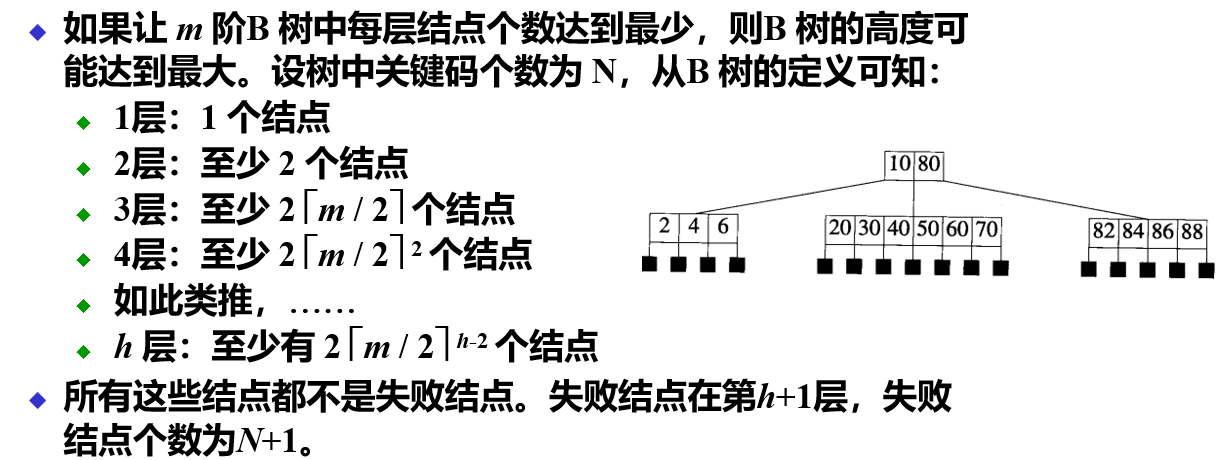 如果让 m 阶B 树中每层结点个数达到最少，则B 树的高度可
能达到最大。设树中关键码个数为 N，从B 树的定义可知：
1层：1 个结点
2层：至少 2 个结点
3层：至少 2⌈m / 2⌉个结点
4层：至少 2⌈m / 2⌉² 个结点
如此类推，……
h 层：至少有 2⌈m / 2⌉ʰ⁻² 个结点
所有这些结点都不是失败结点。失败结点在第h+1层，失败
结点个数为N+1。
10 80
2 4 6
20 30 40 50 60 70
82 84 86 88